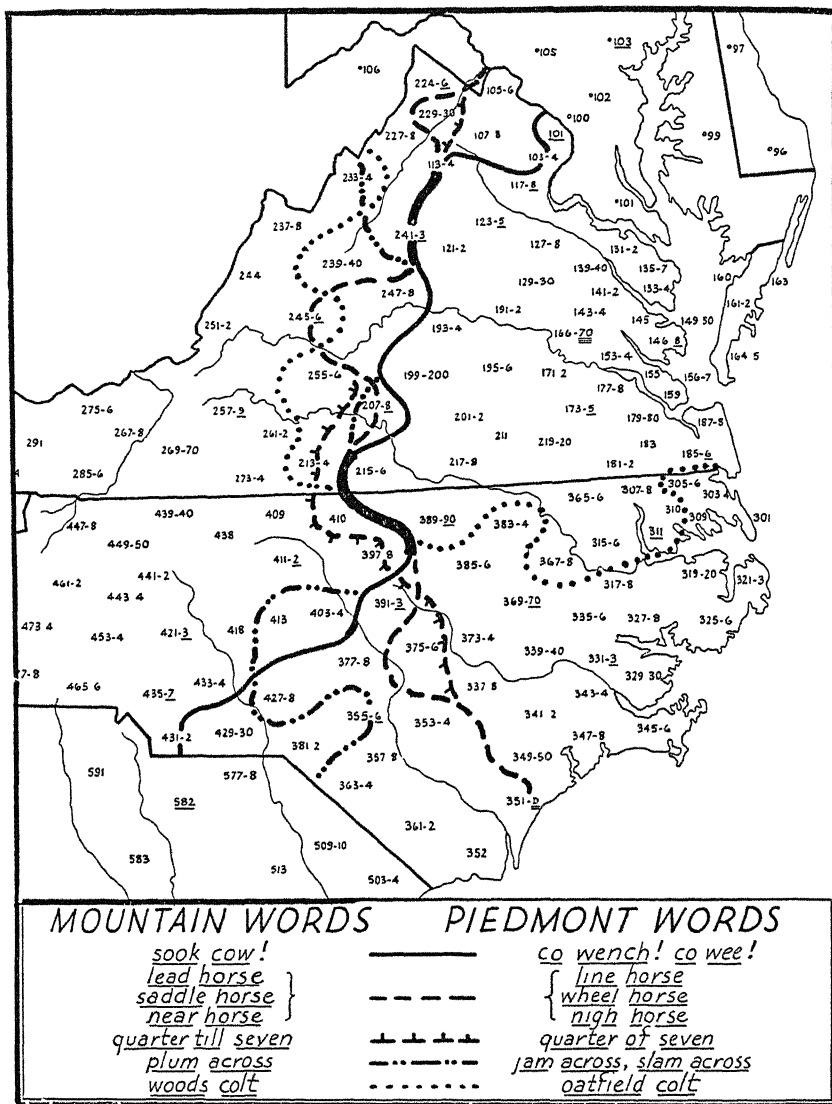 106 105 103 97
224-6 105-6 102
229-30 100
227-8 107 8 101 99
113-4 103-4
233-4 117-8 96
101
237-8 241-3 123-5
121-2 127-8 131-2
244 239-40 139-40 135-7 160 163
247-8 129-30 141-2 133-4
245-6 191-2 143-4 145 149 50 161-2
251-2 193-4 166-70 146 8
153-4 164 5
255-6 199-200 195-6 171 2 155 156-7
275-6 257-9 207-8 177-8 159
267-8 201-2 173-5 179-80 187-8
291 269-70 261-2 213-4 211 219-20 183
285-6 273-4 215-6 217-8 181-2 185-6
439-40 409 410 389-90 365-6 307-8 305-6 303 4
447-8 438 383-4 310 309 301
449-50 397 8 315-6 311
461-2 441-2 411-2 385-6 367-8 317-8 319-20 321-3
443 4 413 403-4 391-3 369-70
473 4 453-4 421-3 418 375-6 373-4 335-6 327-8 325-6
339-40 331-3
7-8 465 6 433-4 377-8 337 8 329 30
435-7 427-8 343-4
355-6 353-4 341 2 345-6
431-2 429-30 381 2 357 8 349-50 347-8
591 577-8 363-4
582 351-D
361-2
583 509-10 352
513 503-4
MOUNTAIN WORDS PIEDMONT WORDS
sook cow! co wench! co wee!
lead horse line horse
saddle horse wheel horse
near horse nigh horse
quarter till seven quarter of seven
plum across jam across, slam across
woods colt oatfield colt